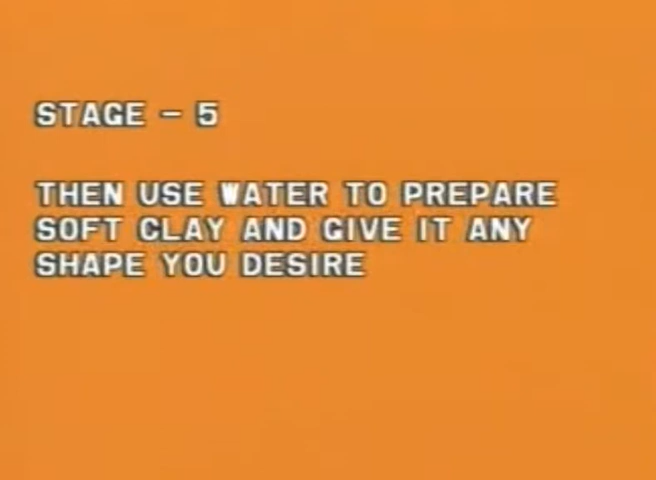 STAGE - 5
THEN USE WATER TO PREPARE
SOFT CLAY AND GIVE IT ANY
SHAPE YOU DESIRE